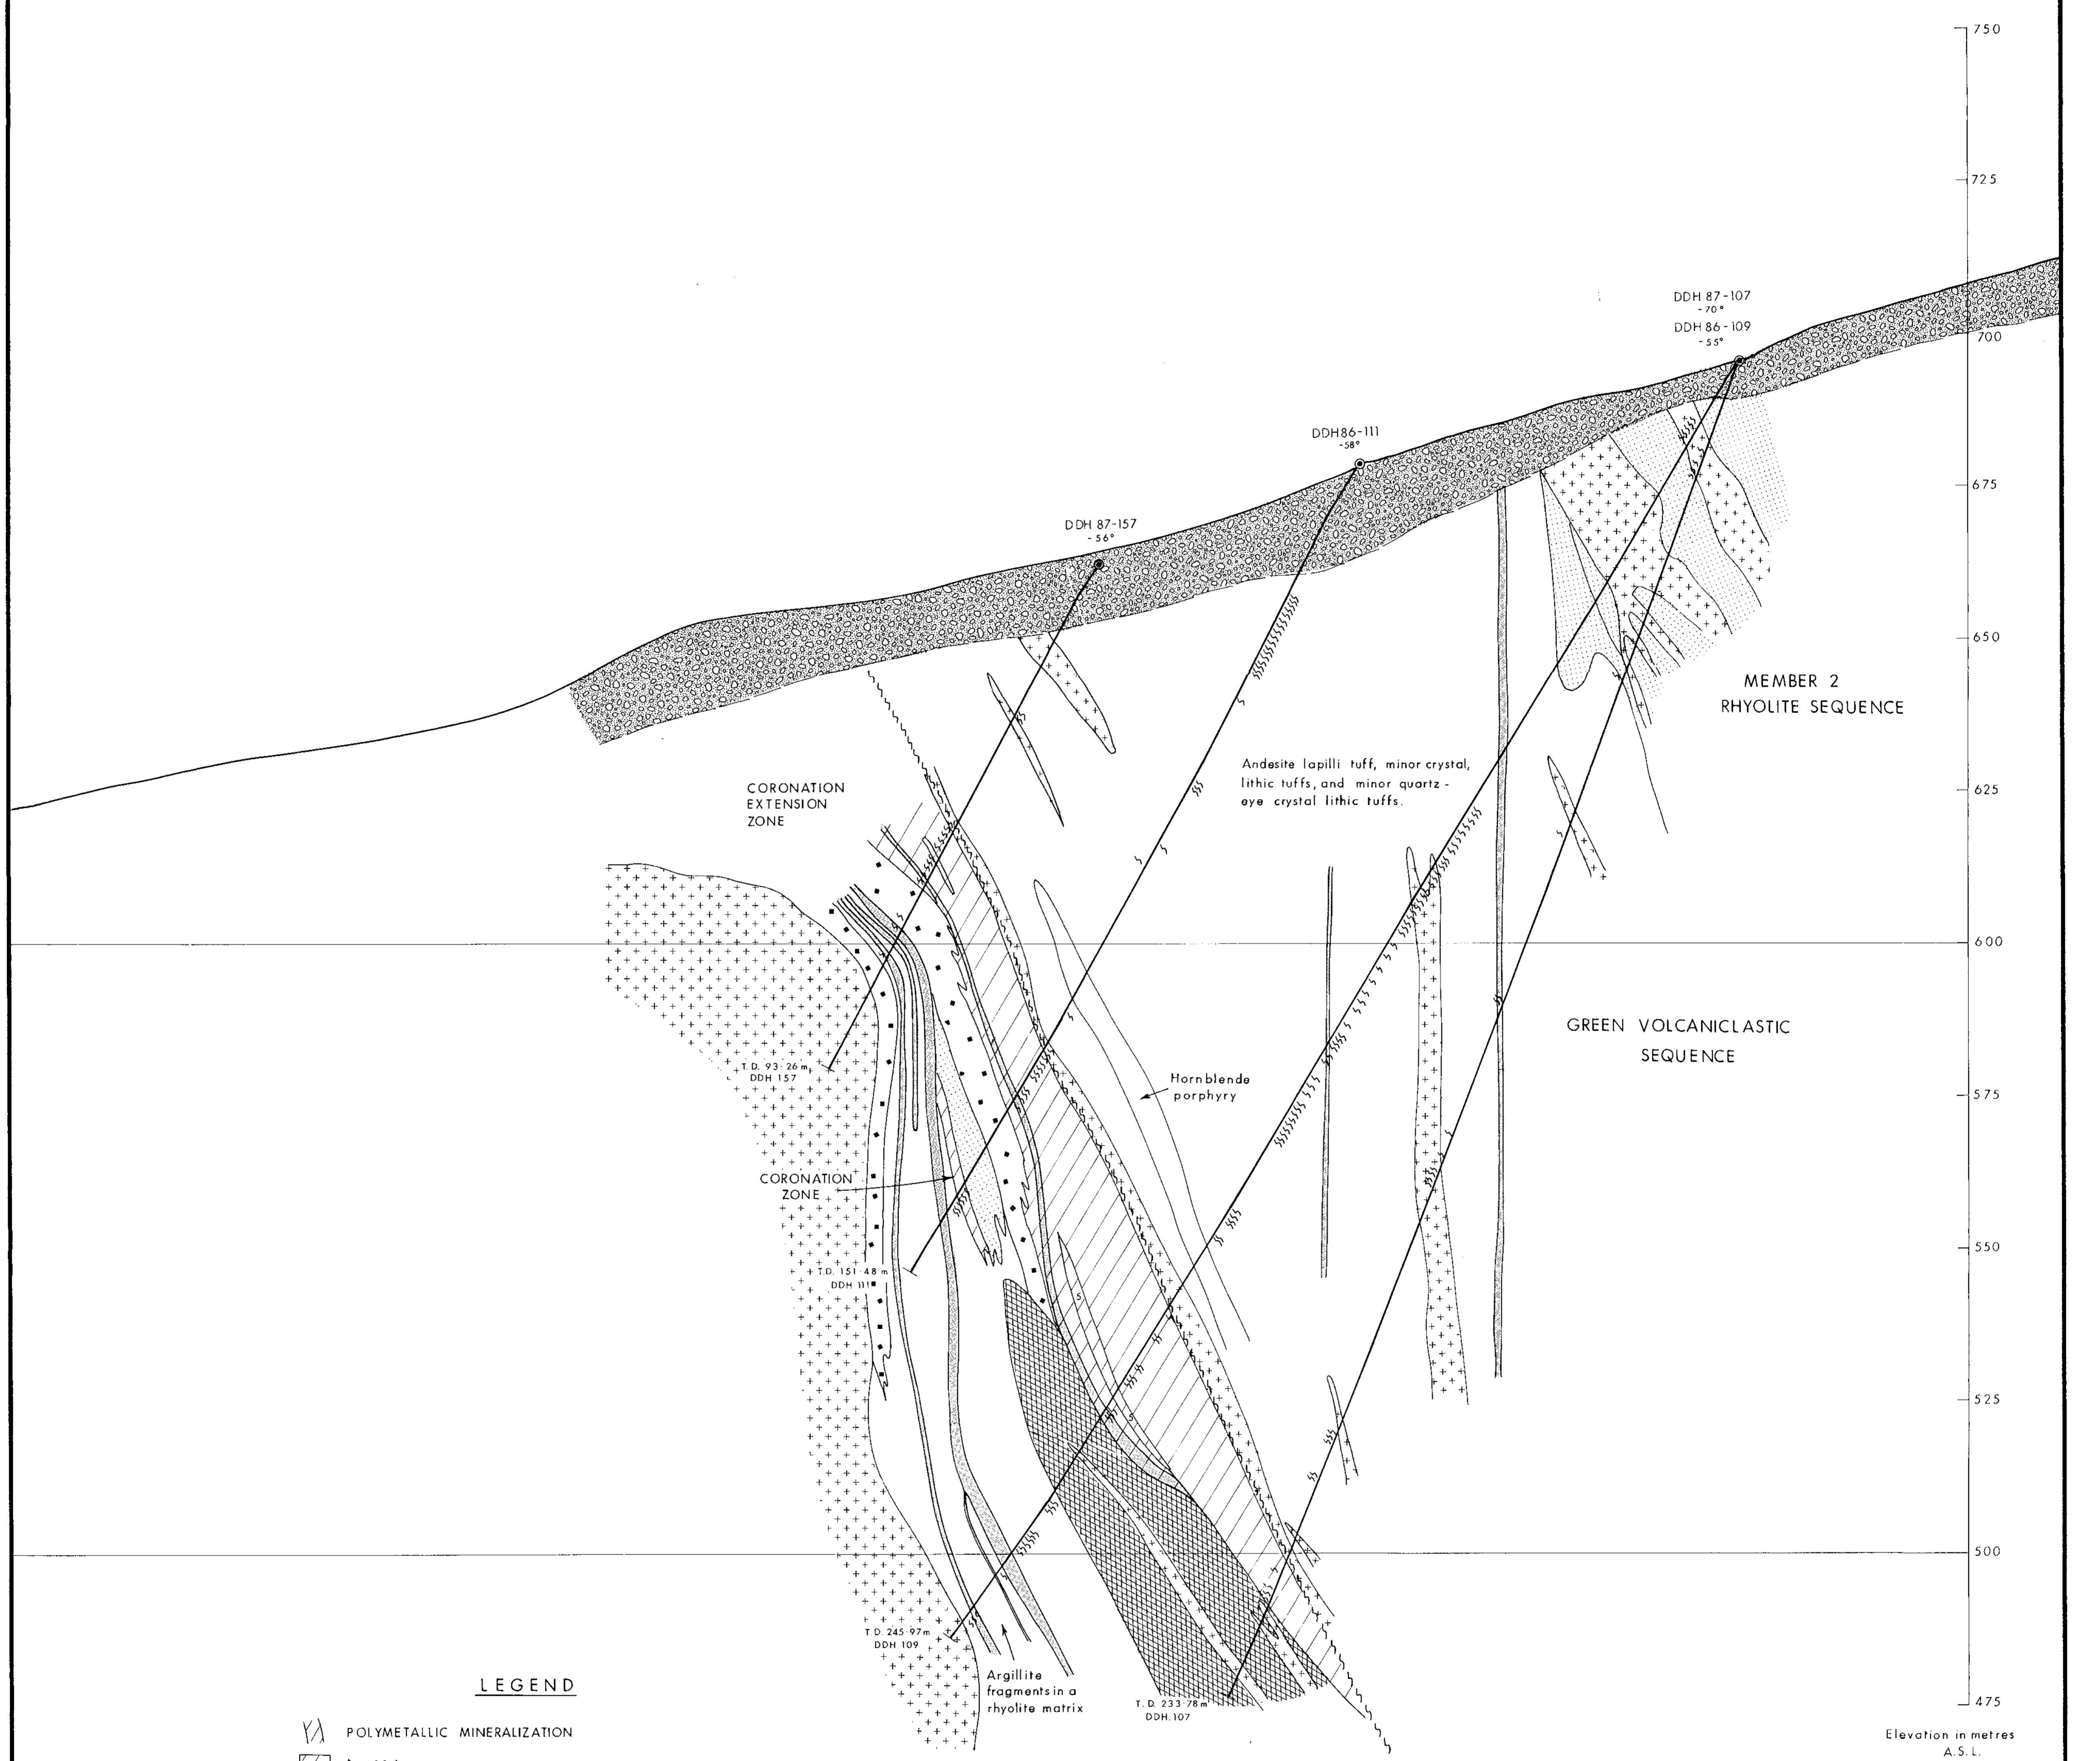 750
725
DDH 87-107
-70°
DDH 86-109
-55°
700
DDH86-111
-58°
675
DDH 87-157
-56°
650
MEMBER 2
RHYOLITE SEQUENCE
Andesite lapilli tuff, minor crystal,
lithic tuffs, and minor quartz-
eye crystal lithic tuffs.
625
CORONATION
EXTENSION
ZONE
600
GREEN VOLCANICLASTIC
SEQUENCE
T.D. 93·26 m
DDH 157
Hornblende
porphyry
575
CORONATION
ZONE
550
T.D. 151·48 m
DDH 111
5
525
5
500
T.D. 245·97m
DDH 109
Argillite
fragments in a
rhyolite matrix
T.D. 233·78m
DDH.107
475
LEGEND
POLYMETALLIC MINERALIZATION
Elevation in metres
A.S.L.